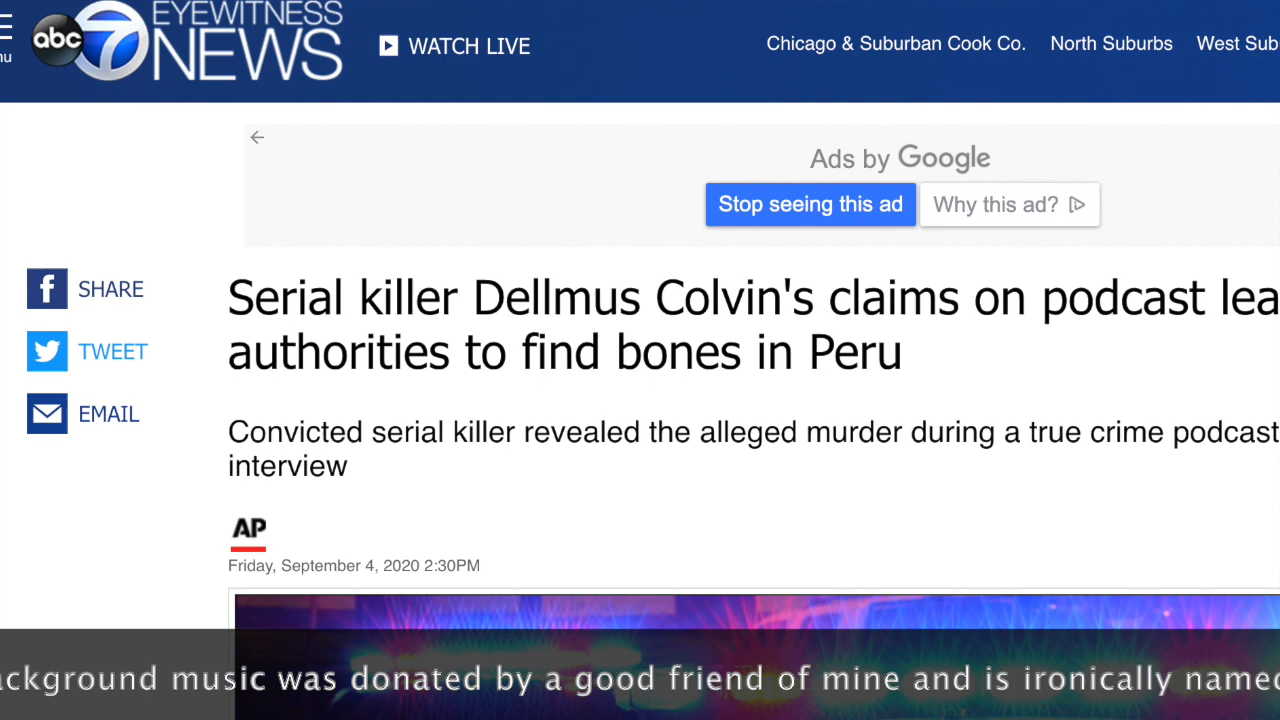 EYEWITNESS
abc 7 NEWS
WATCH LIVE
Chicago & Suburban Cook Co. North Suburbs West Sub
nu
Ads by Google
Stop seeing this ad Why this ad?
SHARE
TWEET
EMAIL
Serial killer Dellmus Colvin's claims on podcast lea
authorities to find bones in Peru
Convicted serial killer revealed the alleged murder during a true crime podcast
interview
AP
Friday, September 4, 2020 2:30PM
ackground music was donated by a good friend of mine and is ironically named